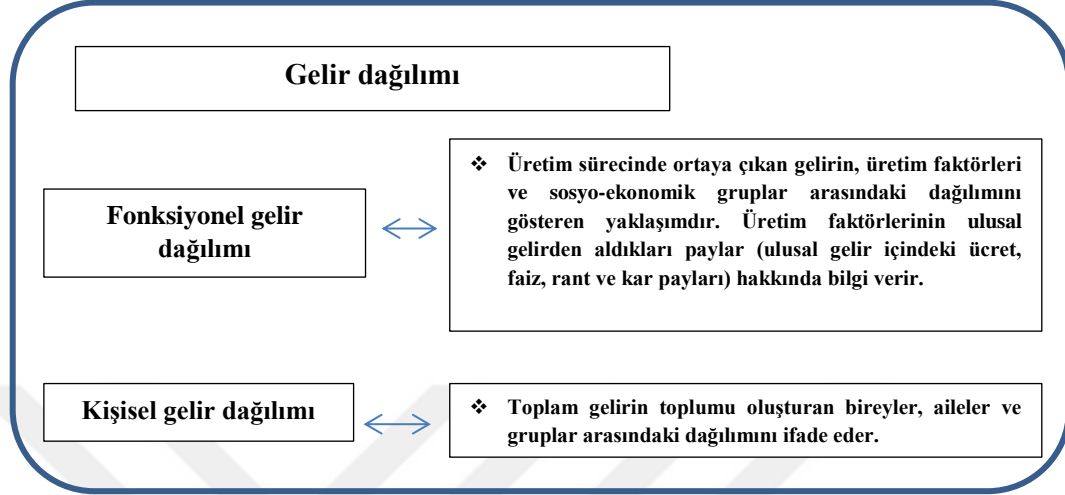 Gelir dağılımı
Fonksiyonel gelir
dağılımı
❖ Üretim sürecinde ortaya çıkan gelirin, üretim faktörleri
ve sosyo-ekonomik gruplar arasındaki dağılımını
gösteren yaklaşımdır. Üretim faktörlerinin ulusal
gelirden aldıkları paylar (ulusal gelir içindeki ücret,
faiz, rant ve kar payları) hakkında bilgi verir.
Kişisel gelir dağılımı
❖ Toplam gelirin toplumu oluşturan bireyler, aileler ve
gruplar arasındaki dağılımını ifade eder.